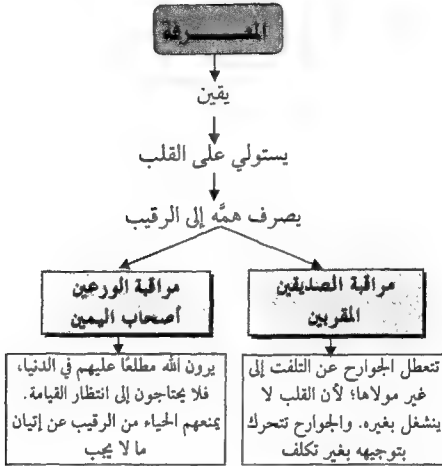 المعرفة
يقين
يستولي على القلب
يصرف همَّه إلى الرقيب
مراقبة الصديقين
المقربين
مراقبة الورعين
أصحاب اليمين
تتعطل الجوارح عن التلفت إلى
غير مولاها؛ لأن القلب لا
ينشغل بغيره. والجوارح تتحرك
بتوجيهه بغير تكلف
يرون الله مطلعًا عليهم في الدنيا،
فلا يحتاجون إلى انتظار القيامة.
يمنعهم الحياء من الرقيب عن إتيان
ما لا يجب